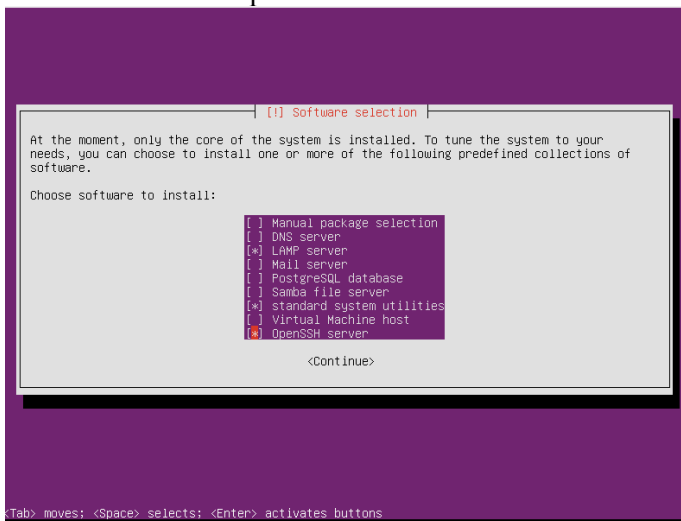 [!] Software selection
At the moment, only the core of the system is installed. To tune the system to your
needs, you can choose to install one or more of the following predefined collections of
software.
Choose software to install:
[ ] Manual package selection
[ ] DNS server
[*] LAMP server
[ ] Mail server
[ ] PostgreSQL database
[ ] Samba file server
[*] standard system utilities
[ ] Virtual Machine host
[*] OpenSSH server
<Continue>
<Tab> moves; <Space> selects; <Enter> activates buttons